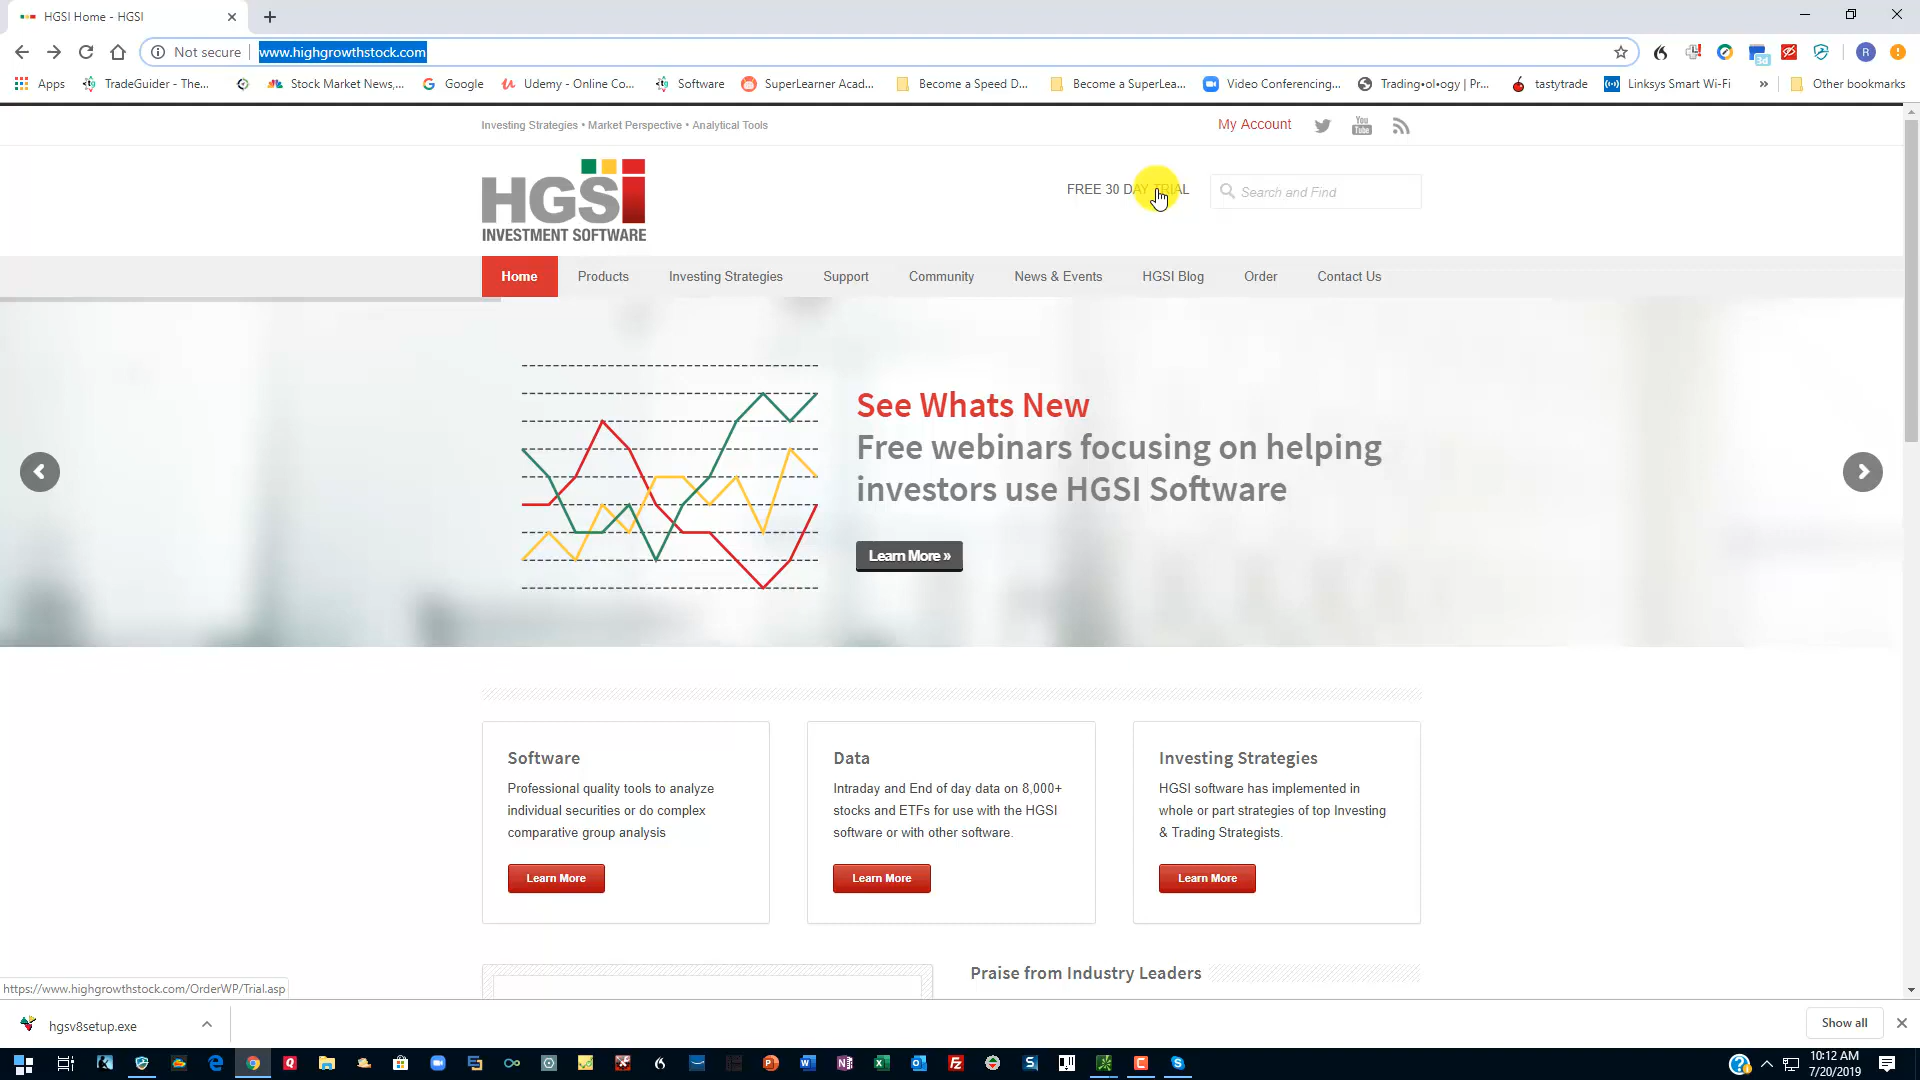 HGSI Home - HGSI
Not secure
www.highgrowthstock.com
3d
R
Apps
TradeGuider - The...
Stock Market News,...
Google
Udemy - Online Co...
Software
SuperLearner Acad...
Become a Speed D...
Become a SuperLea...
Video Conferencing...
Trading•ol•ogy | Pr...
tastytrade
Linksys Smart Wi-Fi
»
Other bookmarks
Investing Strategies • Market Perspective • Analytical Tools
My Account
You
Tube
HGSi
INVESTMENT SOFTWARE
FREE 30 DAY TRIAL
Search and Find
Home
Products
Investing Strategies
Support
Community
News & Events
HGSI Blog
Order
Contact Us
See Whats New
Free webinars focusing on helping
investors use HGSI Software
Learn More »
Software
Professional quality tools to analyze
individual securities or do complex
comparative group analysis
Learn More
Data
Intraday and End of day data on 8,000+
stocks and ETFs for use with the HGSI
software or with other software.
Learn More
Investing Strategies
HGSI software has implemented in
whole or part strategies of top Investing
& Trading Strategists.
Learn More
Praise from Industry Leaders
https://www.highgrowthstock.com/OrderWP/Trial.asp
hgsv8setup.exe
Show all
10:12 AM
7/20/2019